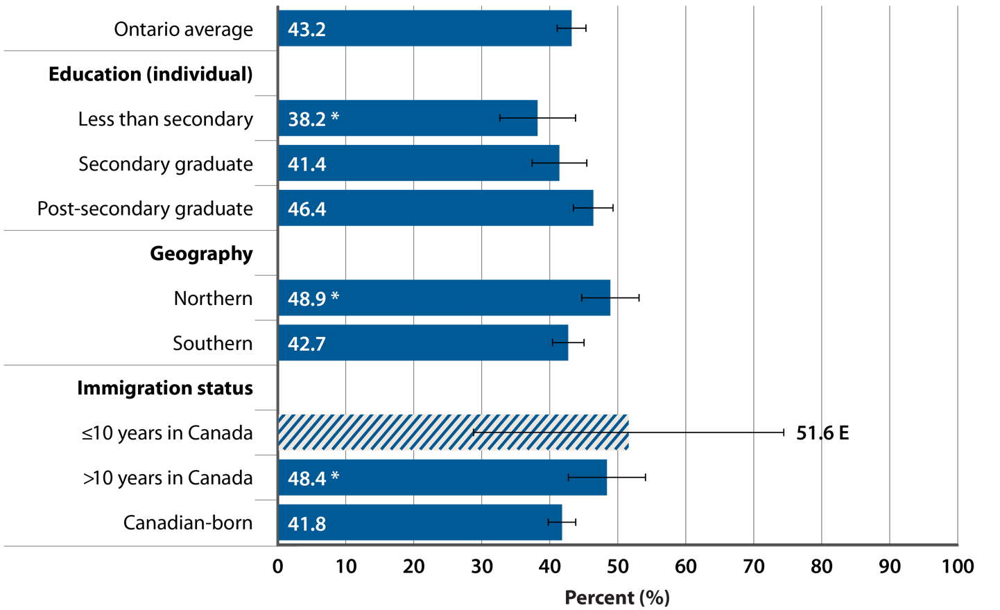 Ontario average 43.2
Education (individual)
Less than secondary 38.2 *
Secondary graduate 41.4
Post-secondary graduate 46.4
Geography
Northern 48.9 *
Southern 42.7
Immigration status
≤10 years in Canada 51.6 E
>10 years in Canada 48.4 *
Canadian-born 41.8
0 10 20 30 40 50 60 70 80 90 100
Percent (%)